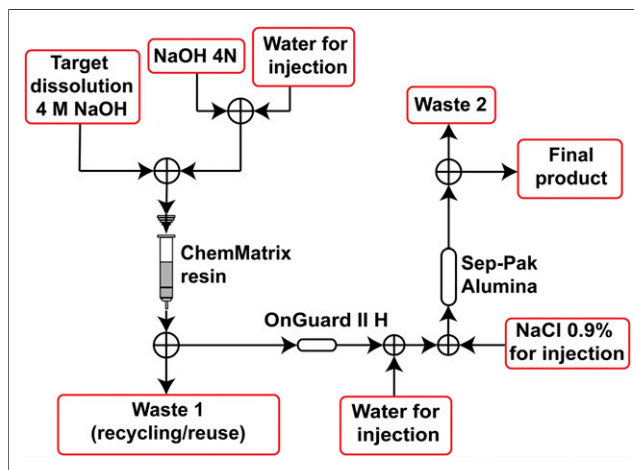 Target
dissolution
4 M NaOH
NaOH 4N
Water for
injection
Waste 2
Final
product
ChemMatrix
resin
Sep-Pak
Alumina
OnGuard II H
NaCl 0.9%
for injection
Waste 1
(recycling/reuse)
Water for
injection